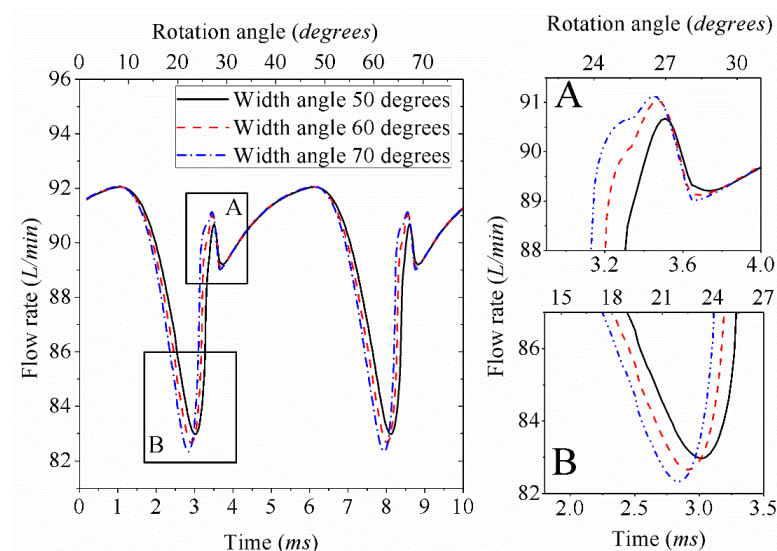 Rotation angle (degrees)
0 10 20 30 40 50 60 70
96
94
92
90
88
86
84
82
Flow rate (L/min)
Width angle 50 degrees
Width angle 60 degrees
Width angle 70 degrees
A
B
0 1 2 3 4 5 6 7 8 9 10
Time (ms)
Rotation angle (degrees)
24 27 30
A
91
90
89
88
3.2 3.6 4.0
Flow rate (L/min)
15 18 21 24 27
86
84
82
B
2.0 2.5 3.0 3.5
Time (ms)